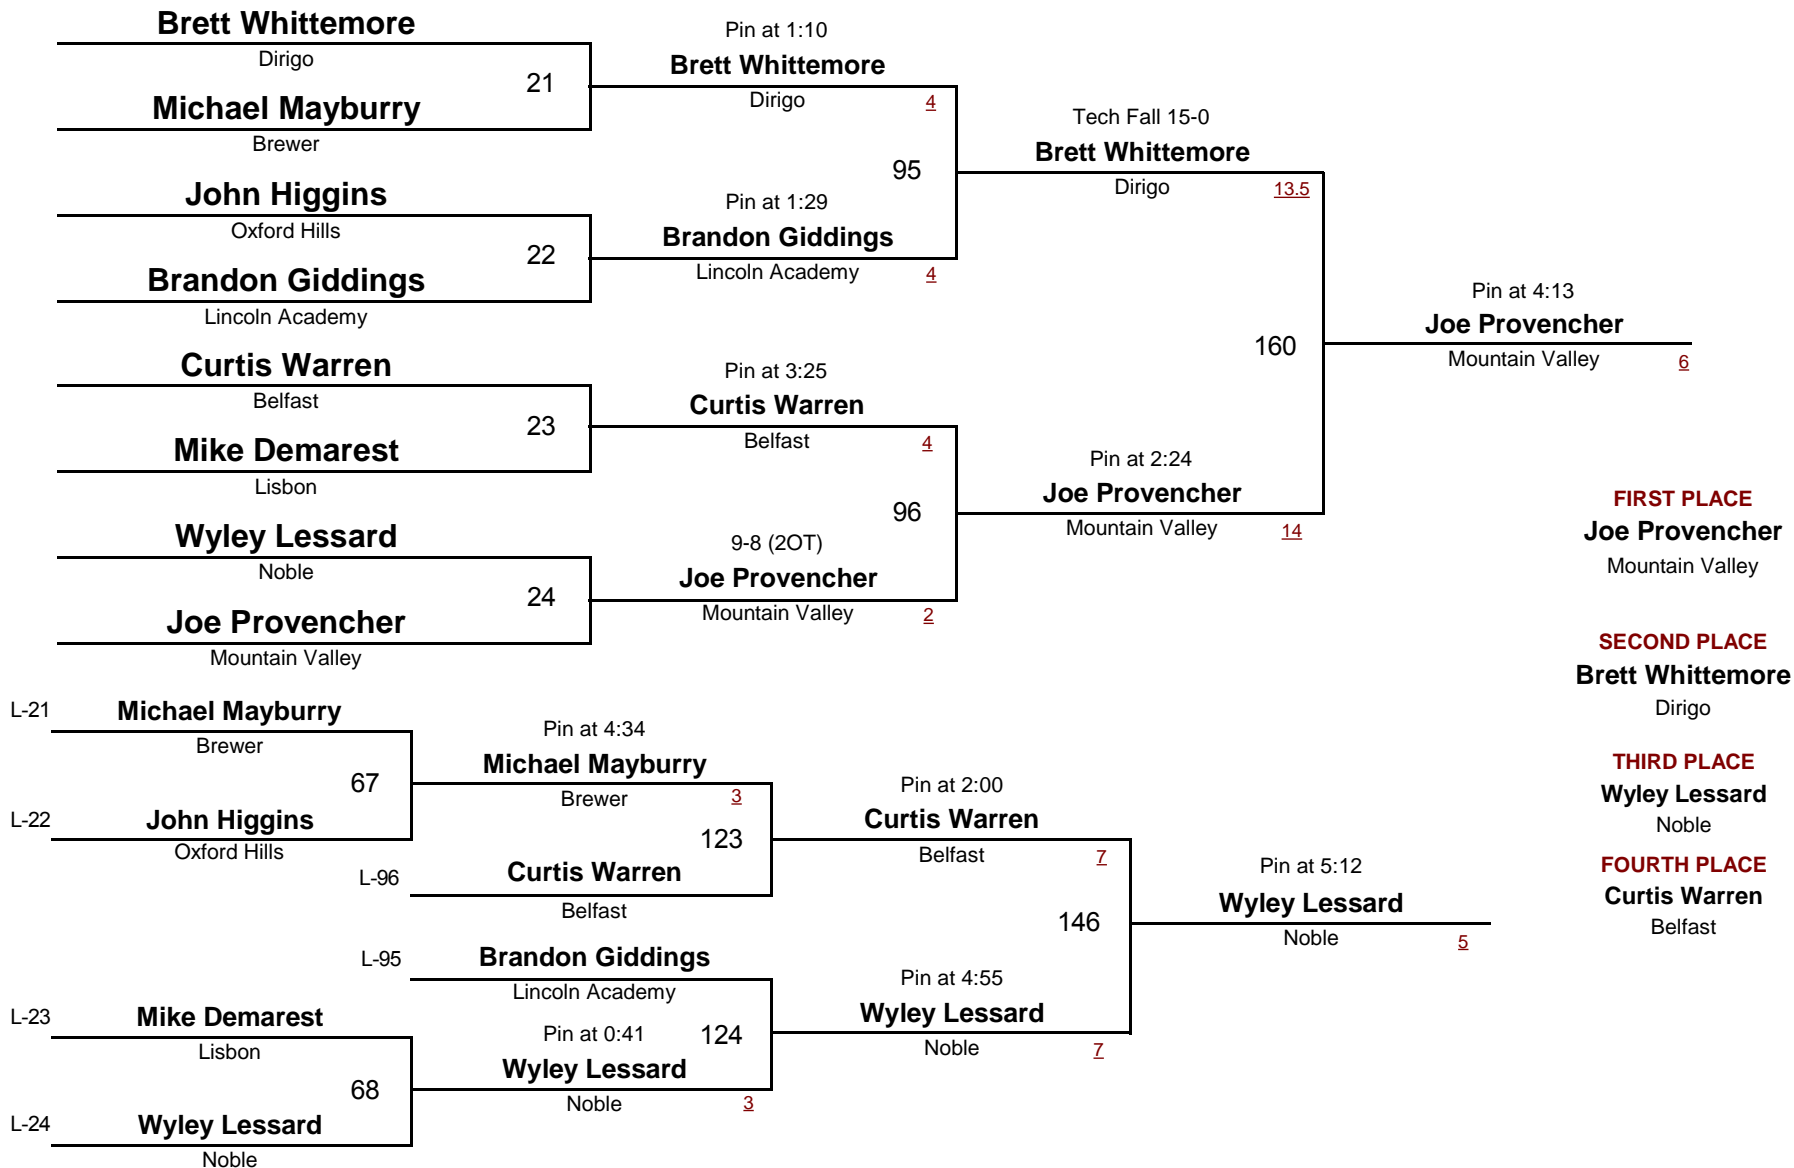 Brett Whittemore
Dirigo
21
Michael Mayburry
Brewer
John Higgins
Oxford Hills
22
Brandon Giddings
Lincoln Academy
Curtis Warren
Belfast
23
Mike Demarest
Lisbon
Wyley Lessard
Noble
24
Joe Provencher
Mountain Valley
Pin at 1:10
Brett Whittemore
Dirigo 4
95
Pin at 1:29
Brandon Giddings
Lincoln Academy 4
Pin at 3:25
Curtis Warren
Belfast 4
96
9-8 (2OT)
Joe Provencher
Mountain Valley 2
Tech Fall 15-0
Brett Whittemore
Dirigo 13.5
160
Pin at 2:24
Joe Provencher
Mountain Valley 14
Pin at 4:13
Joe Provencher
Mountain Valley 6
FIRST PLACE
Joe Provencher
Mountain Valley
SECOND PLACE
Brett Whittemore
Dirigo
THIRD PLACE
Wyley Lessard
Noble
FOURTH PLACE
Curtis Warren
Belfast
L-21 Michael Mayburry
Brewer
67
L-22 John Higgins
Oxford Hills
Pin at 4:34
Michael Mayburry
Brewer 3
123
L-96 Curtis Warren
Belfast
L-95 Brandon Giddings
Lincoln Academy
L-23 Mike Demarest
Lisbon
68
L-24 Wyley Lessard
Noble
Pin at 0:41 124
Wyley Lessard
Noble 3
Pin at 2:00
Curtis Warren
Belfast 7
146
Pin at 4:55
Wyley Lessard
Noble 7
Pin at 5:12
Wyley Lessard
Noble 5